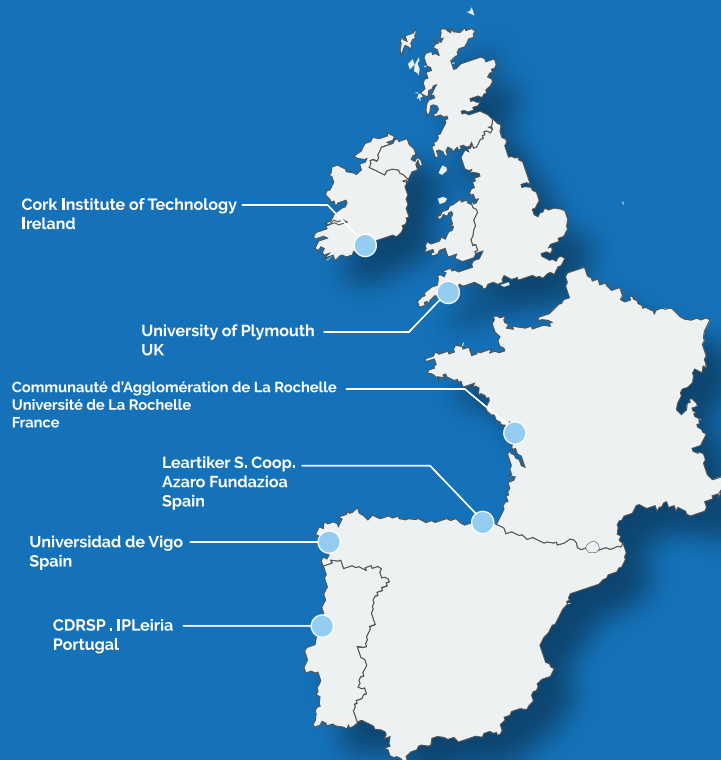 Cork Institute of Technology
Ireland
University of Plymouth
UK
Communauté d'Agglomération de La Rochelle
Université de La Rochelle
France
Leartiker S. Coop.
Azaro Fundazioa
Spain
Universidad de Vigo
Spain
CDRSP . IPLeiria
Portugal